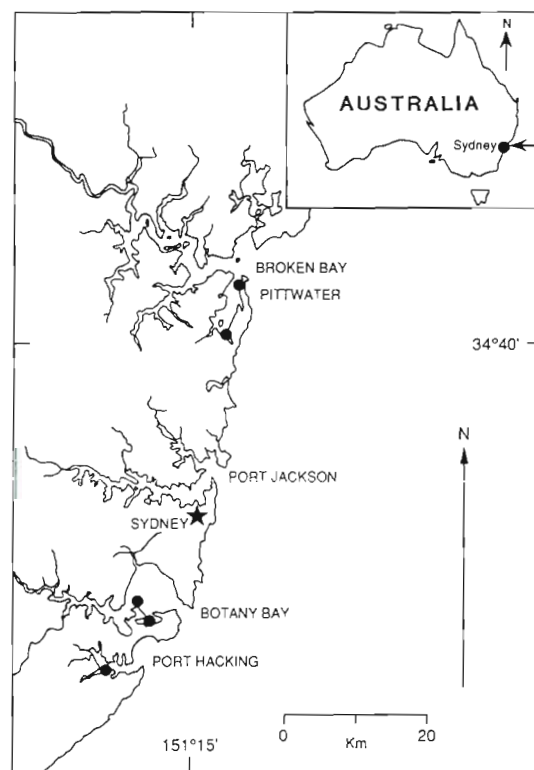 N
AUSTRALIA
Sydney
BROKEN BAY
PITTWATER
34°40'
N
PORT JACKSON
SYDNEY
BOTANY BAY
PORT HACKING
0 20
Km
151°15'